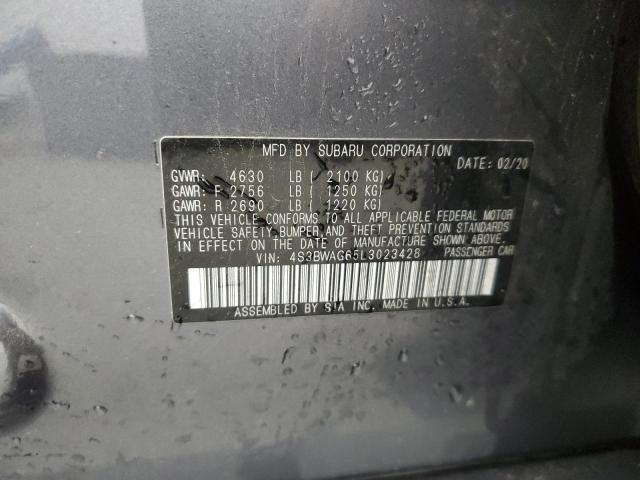 MFD BY SUBARU CORPORATION
DATE: 02/20
GVWR: 4630 LB ( 2100 KG)
GAWR: F 2756 LB ( 1250 KG)
GAWR: R 2690 LB ( 1220 KG)
THIS VEHICLE CONFORMS TO ALL APPLICABLE FEDERAL MOTOR
VEHICLE SAFETY, BUMPER, AND THEFT PREVENTION STANDARDS
IN EFFECT ON THE DATE OF MANUFACTURE SHOWN ABOVE.
VIN: 4S3BWAG65L3023428 PASSENGER CAR
ASSEMBLED BY SIA INC. MADE IN U.S.A.